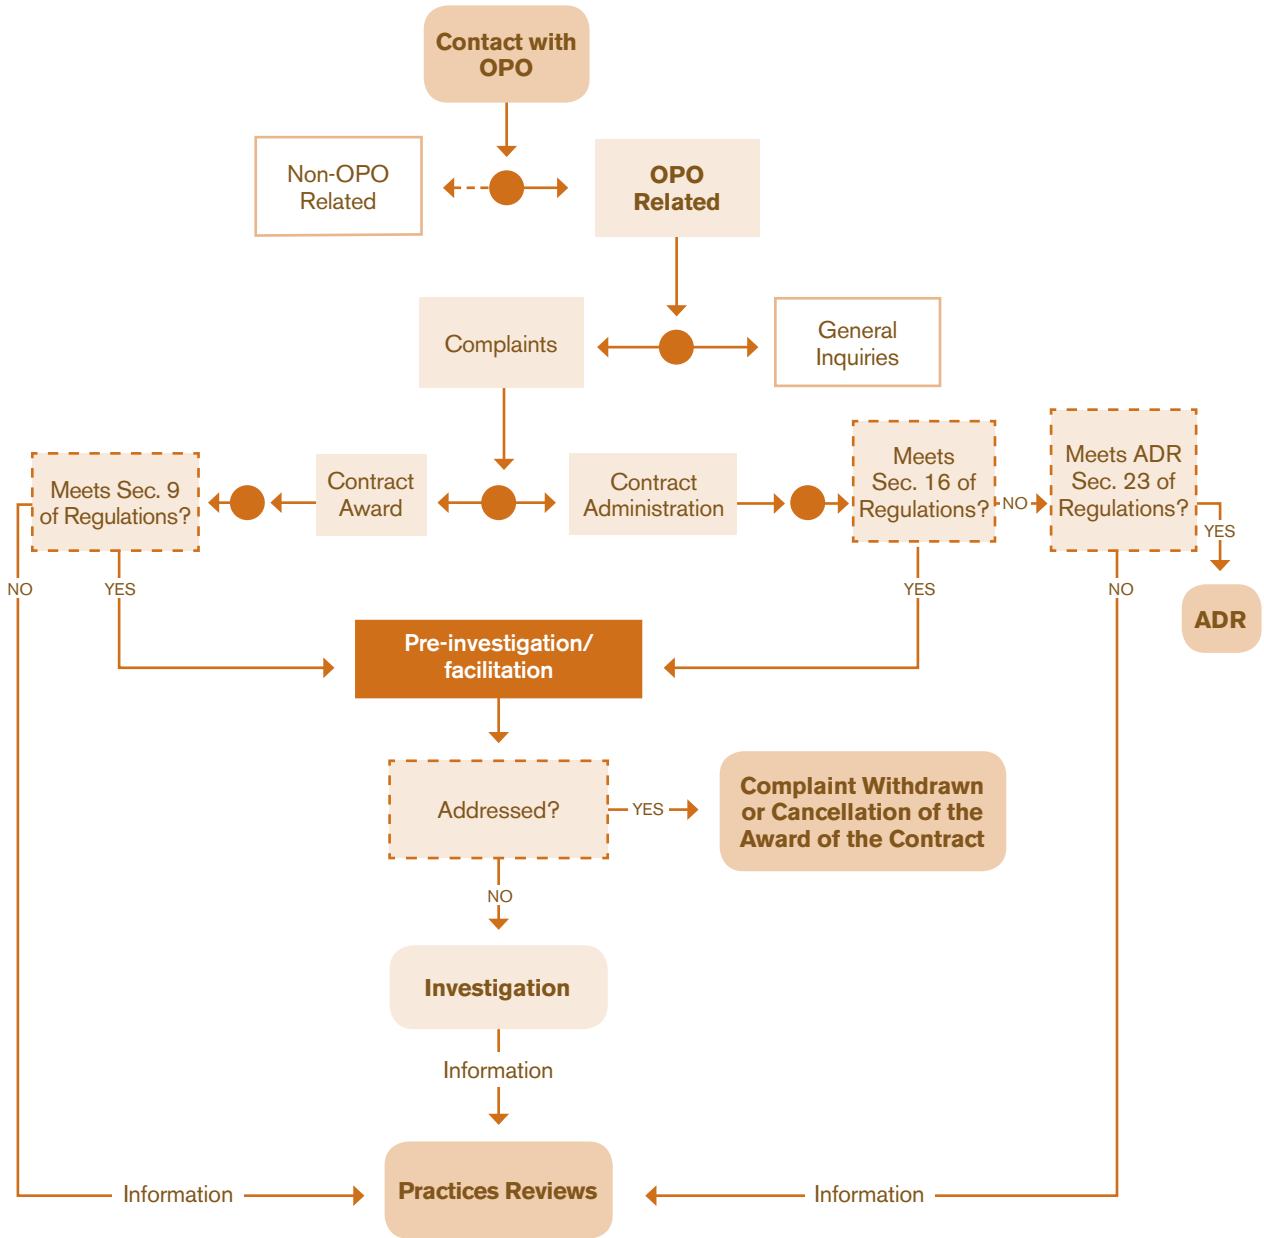 Contact with
OPO
Non-OPO
Related
OPO
Related
Complaints
General
Inquiries
Meets Sec. 9
of Regulations?
Contract
Award
Contract
Administration
Meets
Sec. 16 of
Regulations?
NO
Meets ADR
Sec. 23 of
Regulations?
YES
NO
YES
YES
NO
ADR
Pre-investigation/
facilitation
Addressed?
YES
Complaint Withdrawn
or Cancellation of the
Award of the Contract
NO
Investigation
Information
Information
Practices Reviews
Information